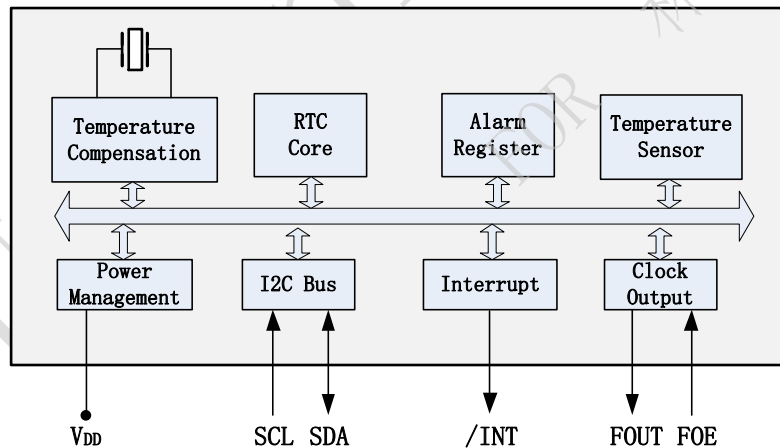 Temperature
Compensation
RTC
Core
Alarm
Register
Temperature
Sensor
Power
Management
I2C Bus
Interrupt
Clock
Output
VDD
SCL SDA
/INT
FOUT FOE
FOR